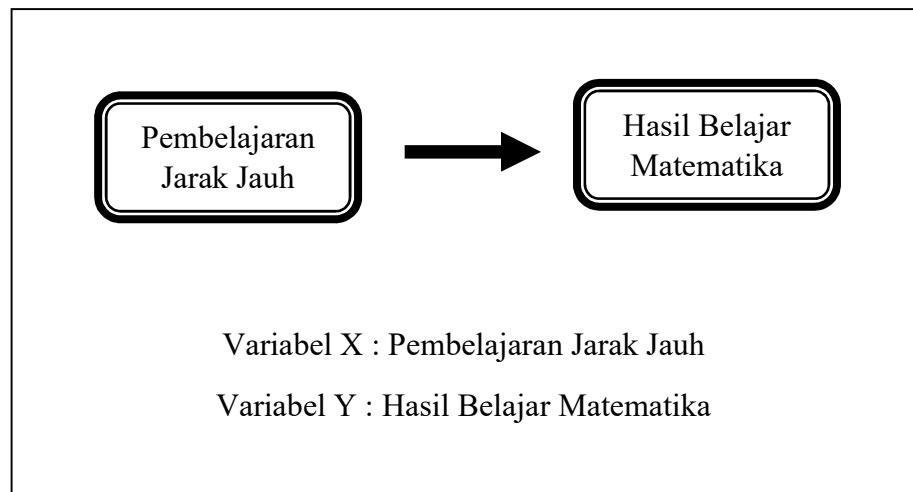 Pembelajaran
Jarak Jauh
Hasil Belajar
Matematika
Variabel X : Pembelajaran Jarak Jauh
Variabel Y : Hasil Belajar Matematika